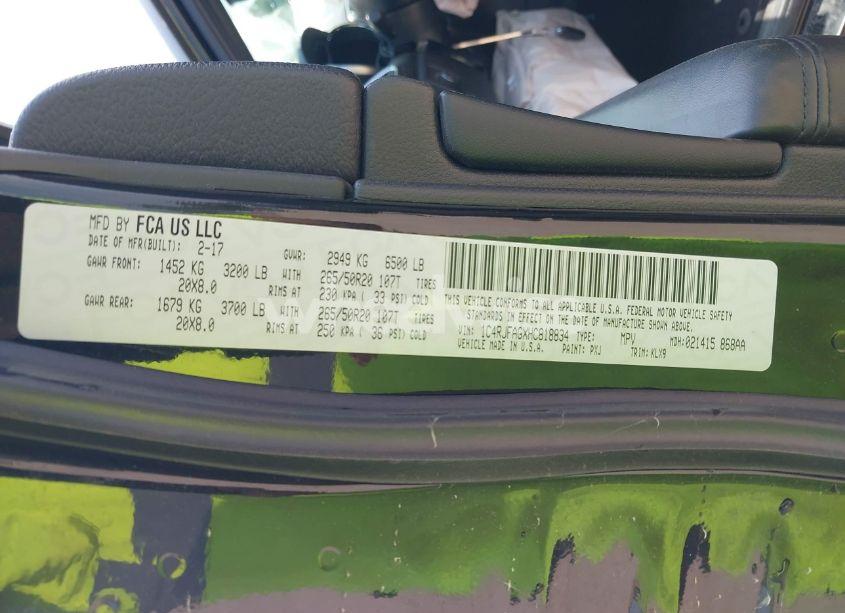 MFD BY FCA US LLC
DATE OF MFR(BUILT): 2-17 GVWR: 2949 KG 6500 LB
GAWR FRONT: 1452 KG 3200 LB WITH 265/50R20 107T TIRES
20X8.0 RIMS AT 230 KPA ( 33 PSI) COLD
GAWR REAR: 1679 KG 3700 LB WITH 265/50R20 107T TIRES
20X8.0 RIMS AT 250 KPA ( 36 PSI) COLD
THIS VEHICLE CONFORMS TO ALL APPLICABLE U.S.A. FEDERAL MOTOR VEHICLE SAFETY
STANDARDS IN EFFECT ON THE DATE OF MANUFACTURE SHOWN ABOVE.
VIN: 1C4RJFAGXHC818834 TYPE: MPV MDH: 021415 868AA
VEHICLE MADE IN U.S.A. PAINT: PXJ TRIM: KLX9